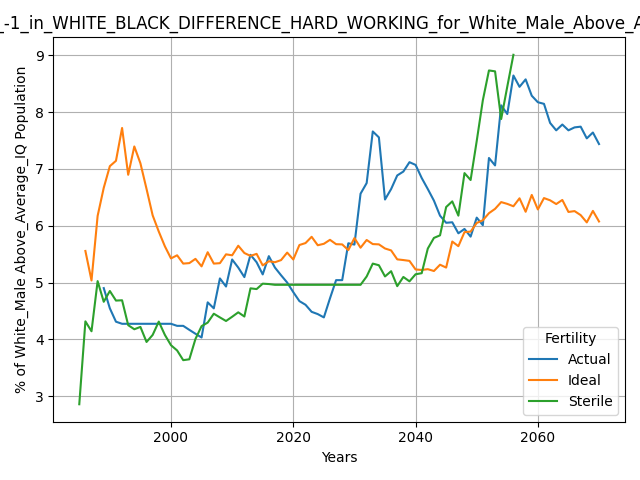 _-1_in_WHITE_BLACK_DIFFERENCE_HARD_WORKING_for_White_Male_Above_A
% of White_Male Above_Average_IQ Population
9
8
7
6
5
4
3
2000
2020
2040
2060
Years
Fertility
Actual
Ideal
Sterile